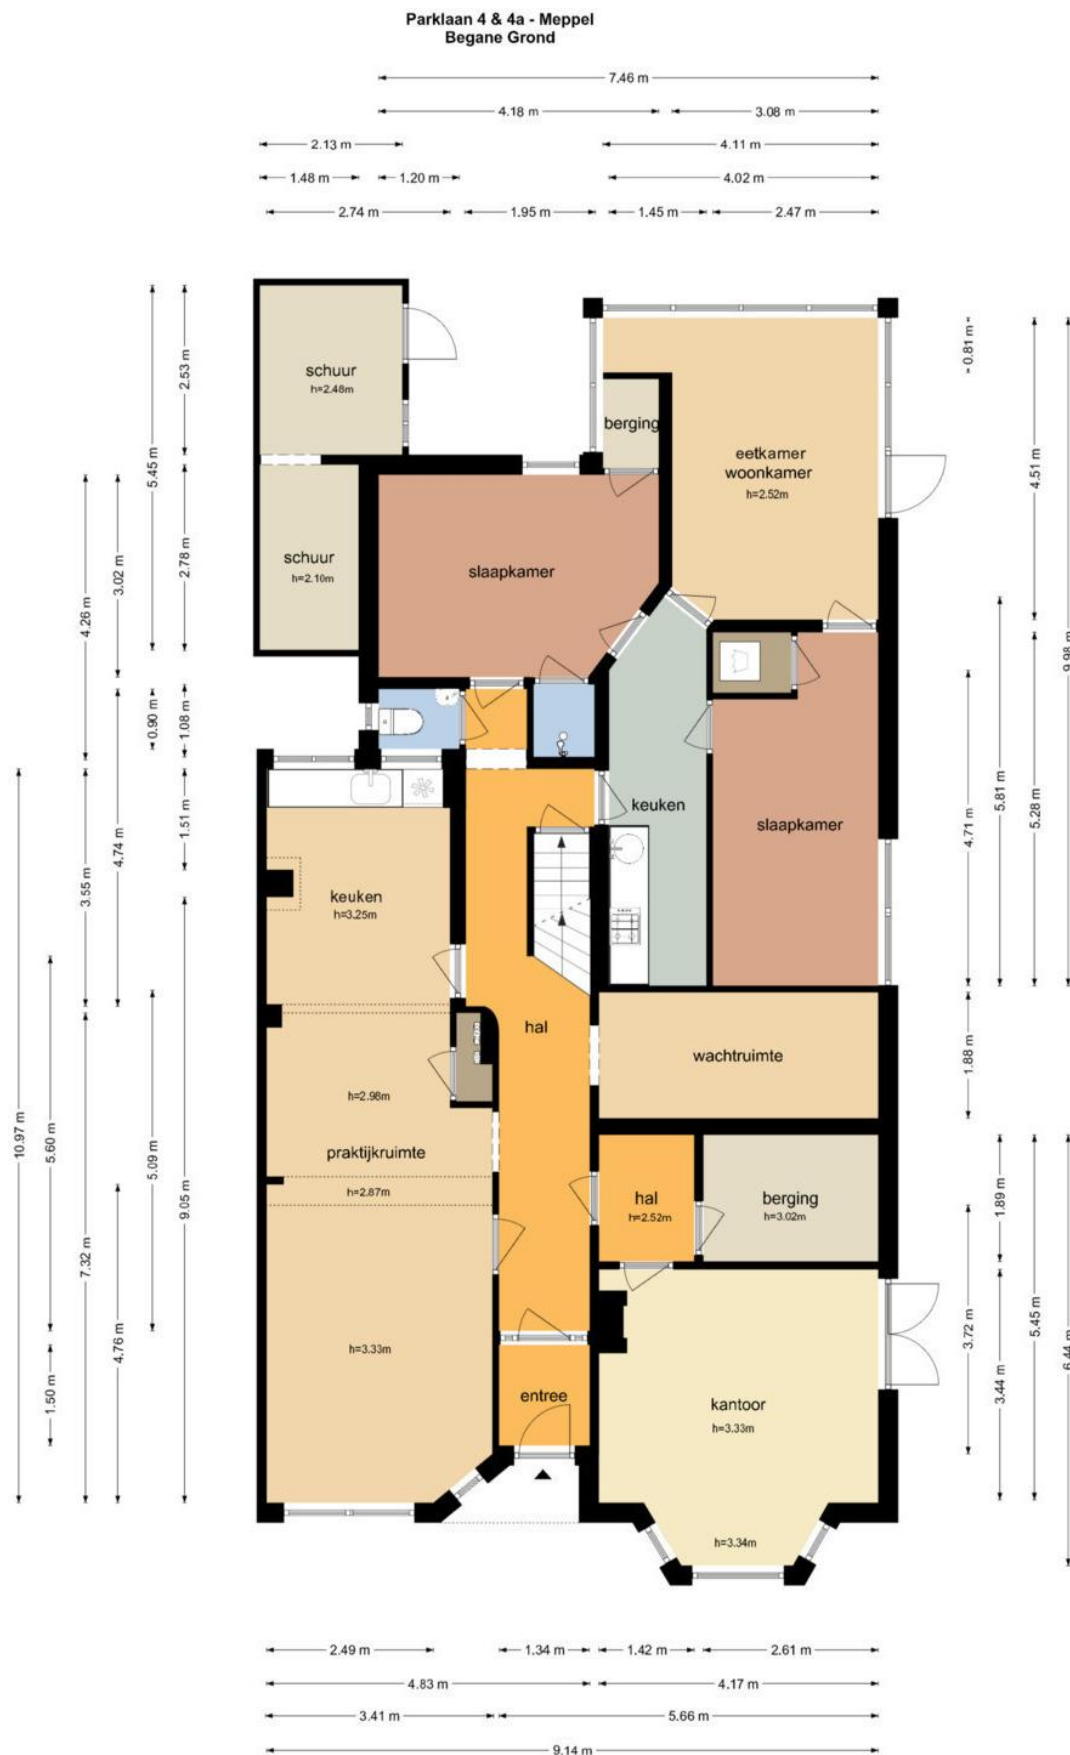 Parklaan 4 & 4a - Meppel
Begane Grond
7.46 m
4.18 m
3.08 m
2.13 m
4.11 m
1.48 m
1.20 m
4.02 m
2.74 m
1.95 m
1.45 m
2.47 m
schuur
h=2.48m
berging
eetkamer
woonkamer
h=2.52m
schuur
h=2.10m
slaapkamer
keuken
slaapkamer
keuken
h=3.25m
hal
wachtruimte
h=2.98m
praktijkruimte
h=2.87m
hal
h=2.52m
berging
h=3.02m
h=3.33m
entree
kantoor
h=3.33m
h=3.34m
10.97 m
5.60 m
1.50 m
4.26 m
3.55 m
7.32 m
3.02 m
4.74 m
4.76 m
5.45 m
0.90 m
5.09 m
2.53 m
2.78 m
1.08 m
1.51 m
9.05 m
0.81 m
4.71 m
3.72 m
5.81 m
1.88 m
1.89 m
3.44 m
4.51 m
5.28 m
5.45 m
9.98 m
6.44 m
2.49 m
1.34 m
1.42 m
2.61 m
4.83 m
4.17 m
3.41 m
5.66 m
9.14 m